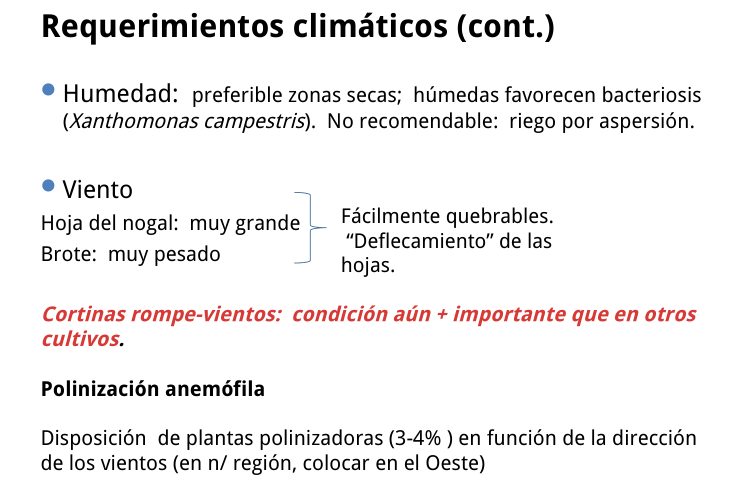 Requerimientos climáticos (cont.)
Humedad: preferible zonas secas; húmedas favorecen bacteriosis
(Xanthomonas campestris). No recomendable: riego por aspersión.
Viento
Hoja del nogal: muy grande
Brote: muy pesado
Fácilmente quebrables.
“Deflecamiento” de las
hojas.
Cortinas rompe-vientos: condición aún + importante que en otros
cultivos.
Polinización anemófila
Disposición de plantas polinizadoras (3-4% ) en función de la dirección
de los vientos (en n/ región, colocar en el Oeste)